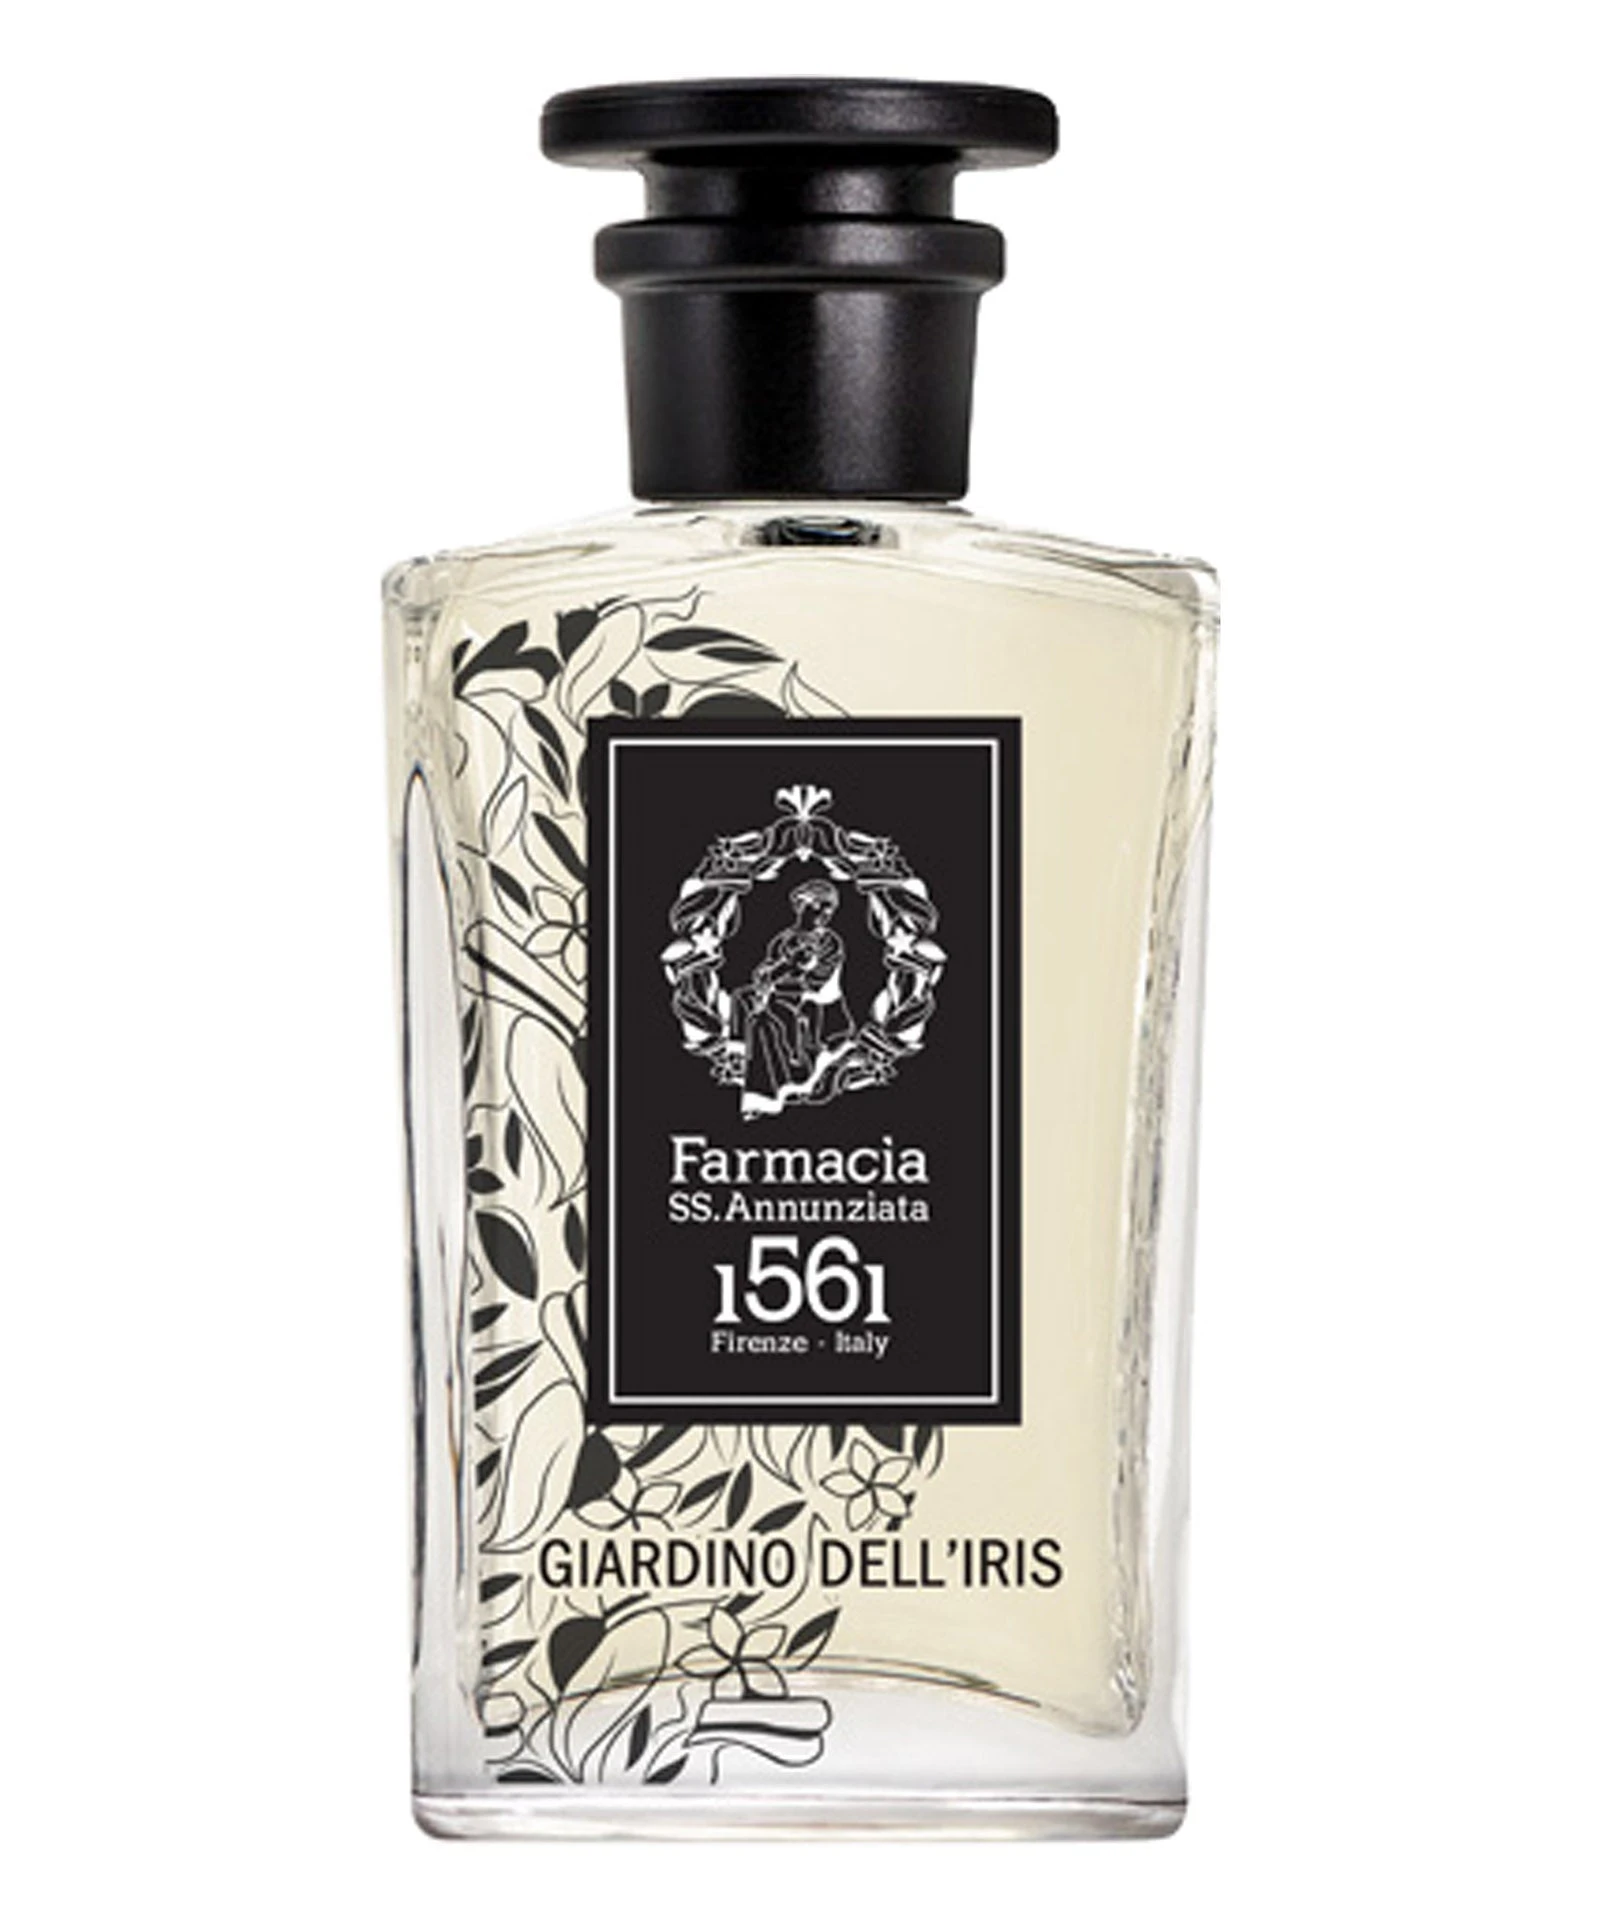 Farmacia
SS. Annunziata
1561
Firenze · Italy
GIARDINO DELL'IRIS